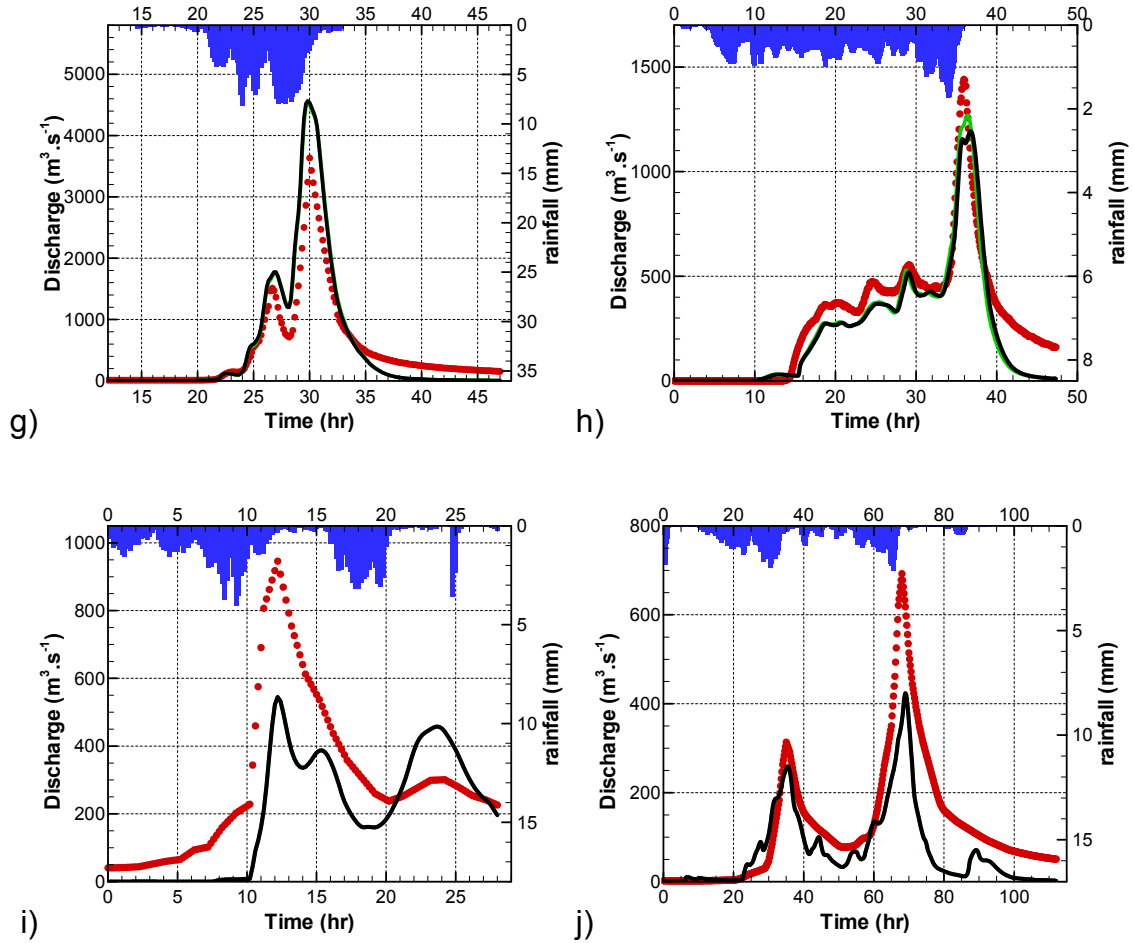 15 20 25 30 35 40 45
0 10 20 30 40 50
5000
4000
3000
2000
1000
0
Discharge (m³.s⁻¹)
0
5
10
15
20
25
30
35
rainfall (mm)
1500
1000
500
0
Discharge (m³.s⁻¹)
0
2
4
6
8
rainfall (mm)
15 20 25 30 35 40 45
0 10 20 30 40 50
g) Time (hr)
h) Time (hr)
0 5 10 15 20 25
0 20 40 60 80 100
1000
800
600
400
200
0
Discharge (m³.s⁻¹)
0
5
10
15
rainfall (mm)
800
600
400
200
0
Discharge (m³.s⁻¹)
0
5
10
15
rainfall (mm)
0 5 10 15 20 25
0 20 40 60 80 100
i) Time (hr)
j) Time (hr)